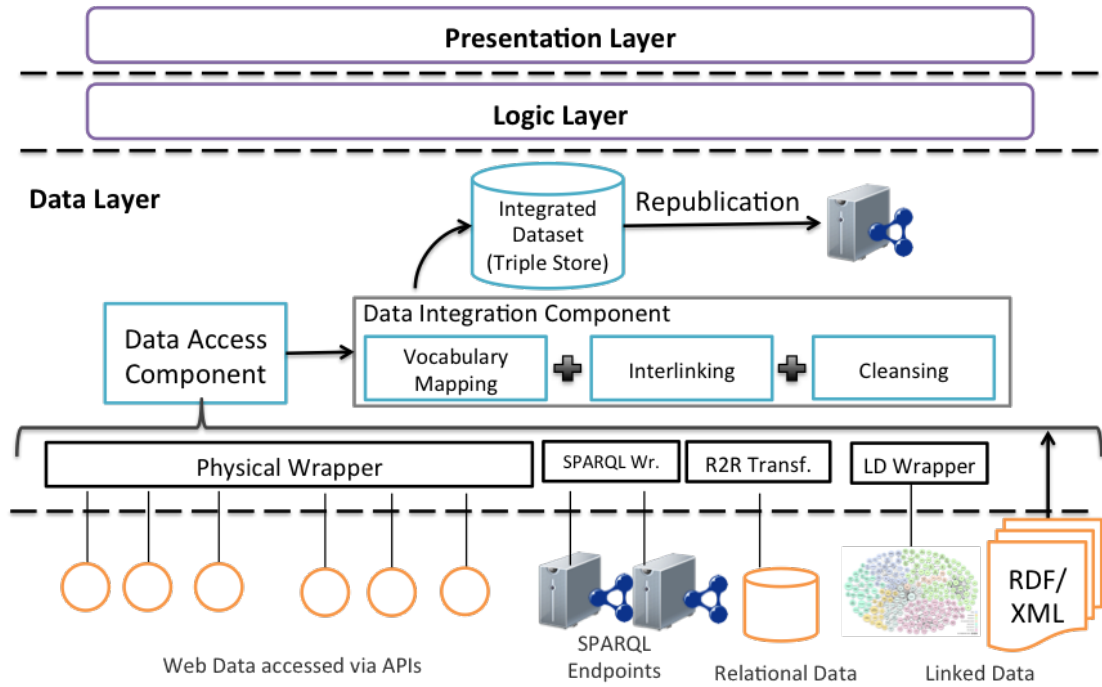 Presentation Layer
Logic Layer
Data Layer
Integrated
Dataset
(Triple Store)
Republication
Data Access
Component
Data Integration Component
Vocabulary
Mapping
Interlinking
Cleansing
Physical Wrapper
SPARQL Wr.
R2R Transf.
LD Wrapper
RDF/
XML
Web Data accessed via APIs
SPARQL
Endpoints
Relational Data
Linked Data